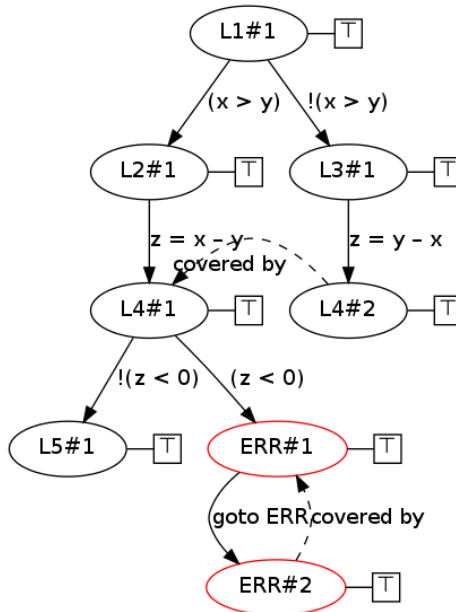 L1#1 ⊤
(x > y) !(x > y)
L2#1 ⊤ L3#1 ⊤
z = x – y z = y – x
covered by
L4#1 ⊤ L4#2 ⊤
!(z < 0) (z < 0)
L5#1 ⊤ ERR#1 ⊤
goto ERR covered by
ERR#2 ⊤